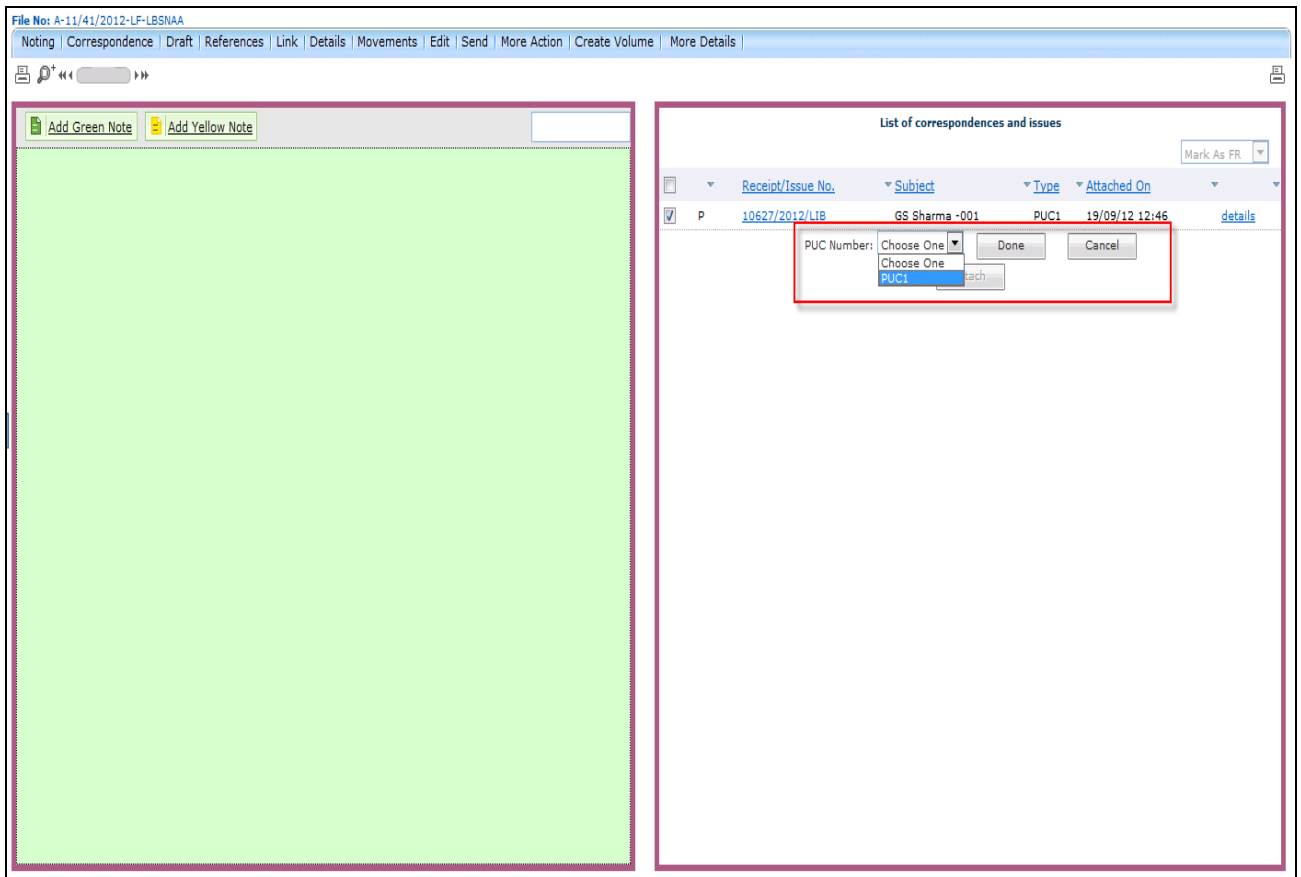 File No: A-11/41/2012-LF-LBSNAA
Noting | Correspondence | Draft | References | Link | Details | Movements | Edit | Send | More Action | Create Volume | More Details |
Add Green Note Add Yellow Note
List of correspondences and issues
Mark As FR
Receipt/Issue No. Subject Type Attached On
P 10627/2012/LIB GS Sharma -001 PUC1 19/09/12 12:46 details
PUC Number: Choose One Done Cancel
Choose One
PUC1 tach